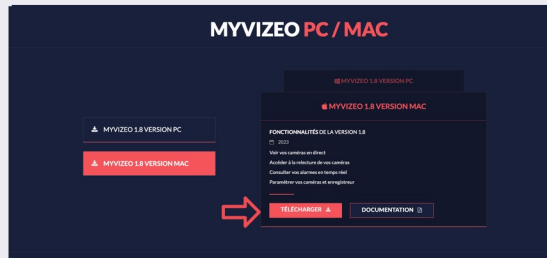 MYVIZEO PC / MAC
MYVIZEO 1.8 VERSION PC
MYVIZEO 1.8 VERSION MAC
MYVIZEO 1.8 VERSION PC
MYVIZEO 1.8 VERSION MAC
FONCTIONNALITÉS DE LA VERSION 1.8
2023
Voir vos caméras en direct
Accéder à la relecture de vos caméras
Consulter vos alarmes en temps réel
Paramétrer vos caméras et enregistreur
TÉLÉCHARGER
DOCUMENTATION